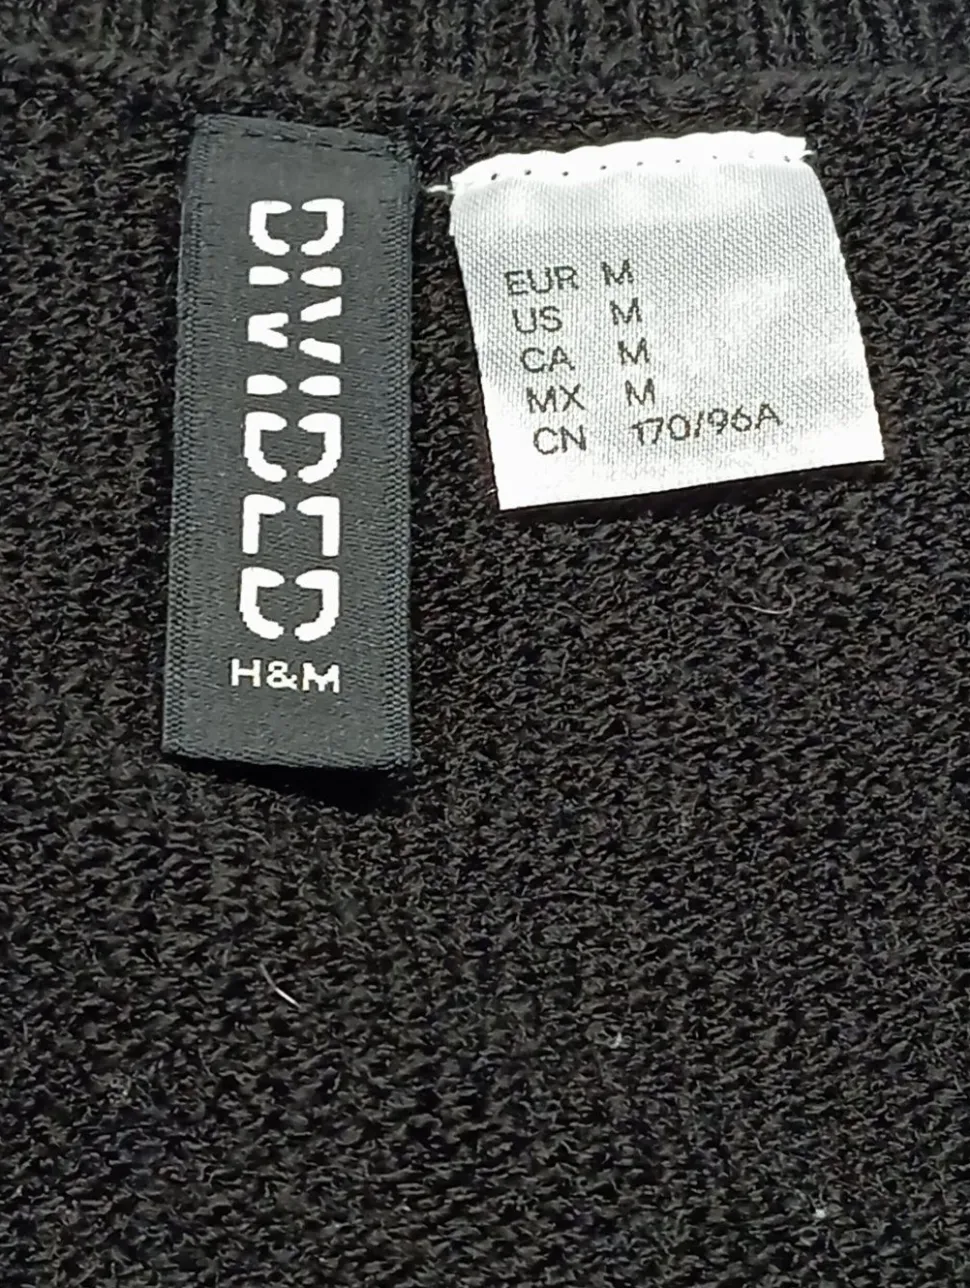 DIVIDED
H&M
EUR M
US M
CA M
MX M
CN 170/96A